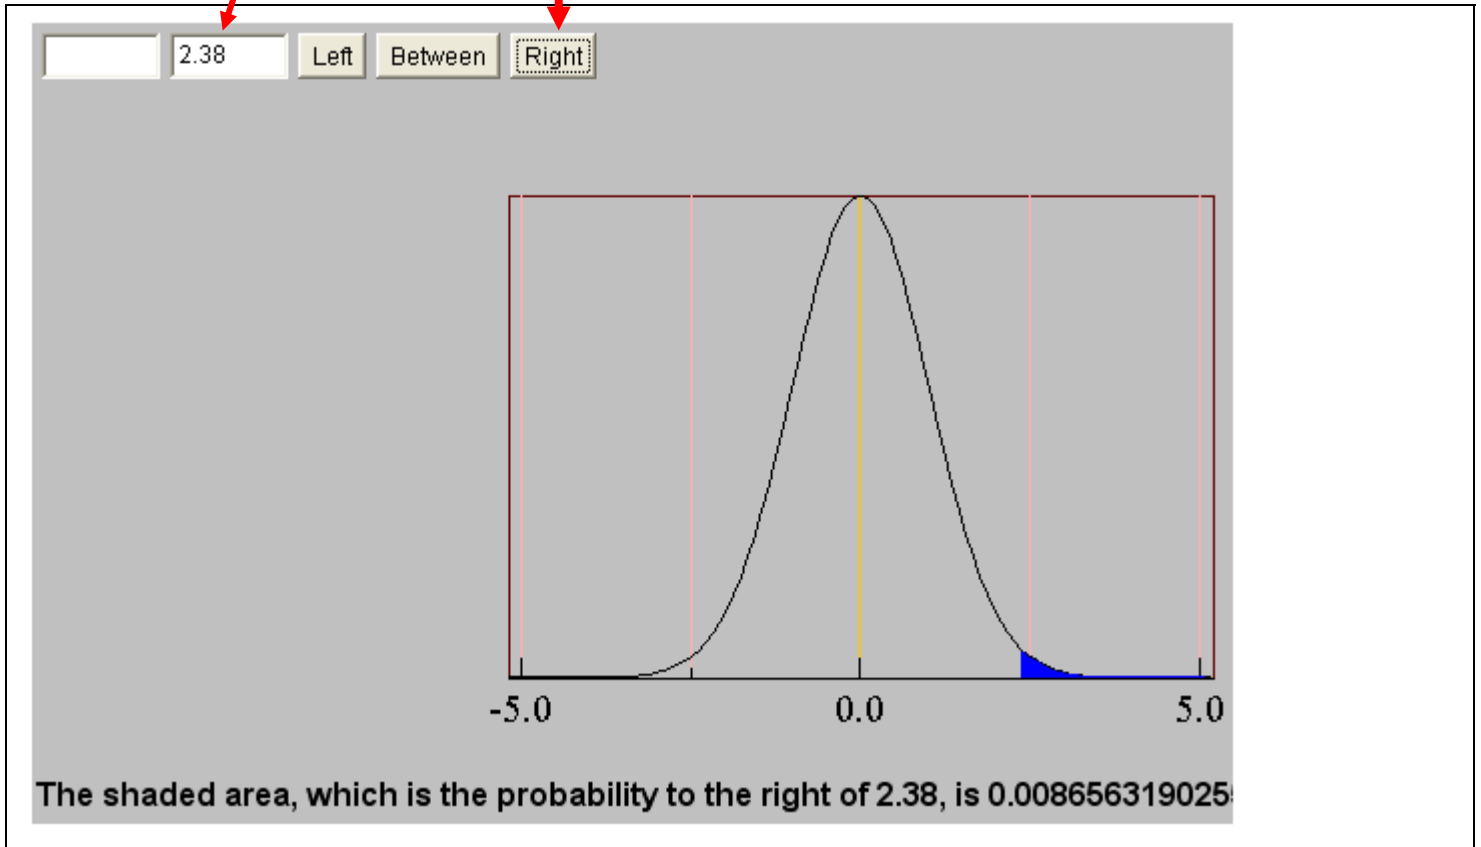 2.38 Left Between Right
-5.0 0.0 5.0
The shaded area, which is the probability to the right of 2.38, is 0.00865631902